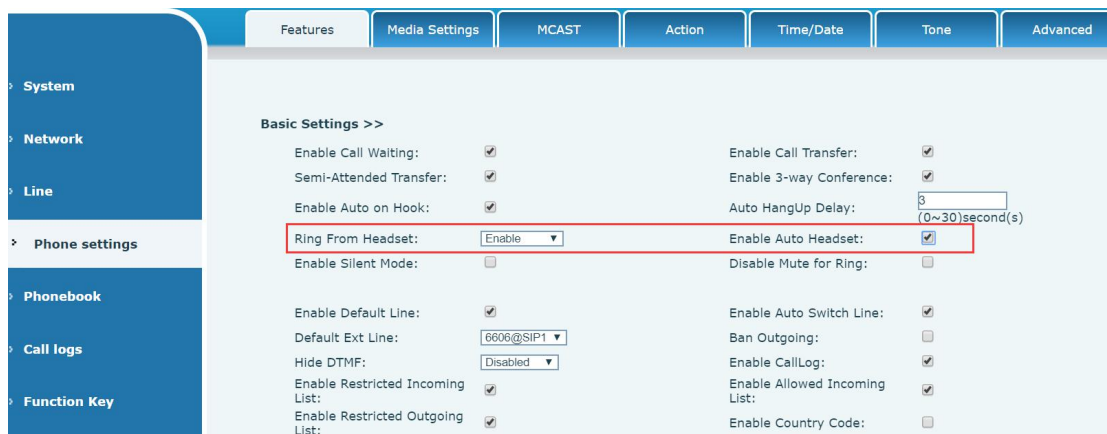 Features Media Settings MCAST Action Time/Date Tone Advanced
System
Network
Line
Phone settings
Phonebook
Call logs
Function Key
Basic Settings >>
Enable Call Waiting: Enable Call Transfer:
Semi-Attended Transfer: Enable 3-way Conference:
Enable Auto on Hook: Auto HangUp Delay: 3
(0~30)second(s)
Ring From Headset: Enable Enable Auto Headset:
Enable Silent Mode: Disable Mute for Ring:
Enable Default Line: Enable Auto Switch Line:
Default Ext Line: 6606@SIP1 Ban Outgoing:
Hide DTMF: Disabled Enable CallLog:
Enable Restricted Incoming
List:
Enable Allowed Incoming
List:
Enable Restricted Outgoing
List:
Enable Country Code: